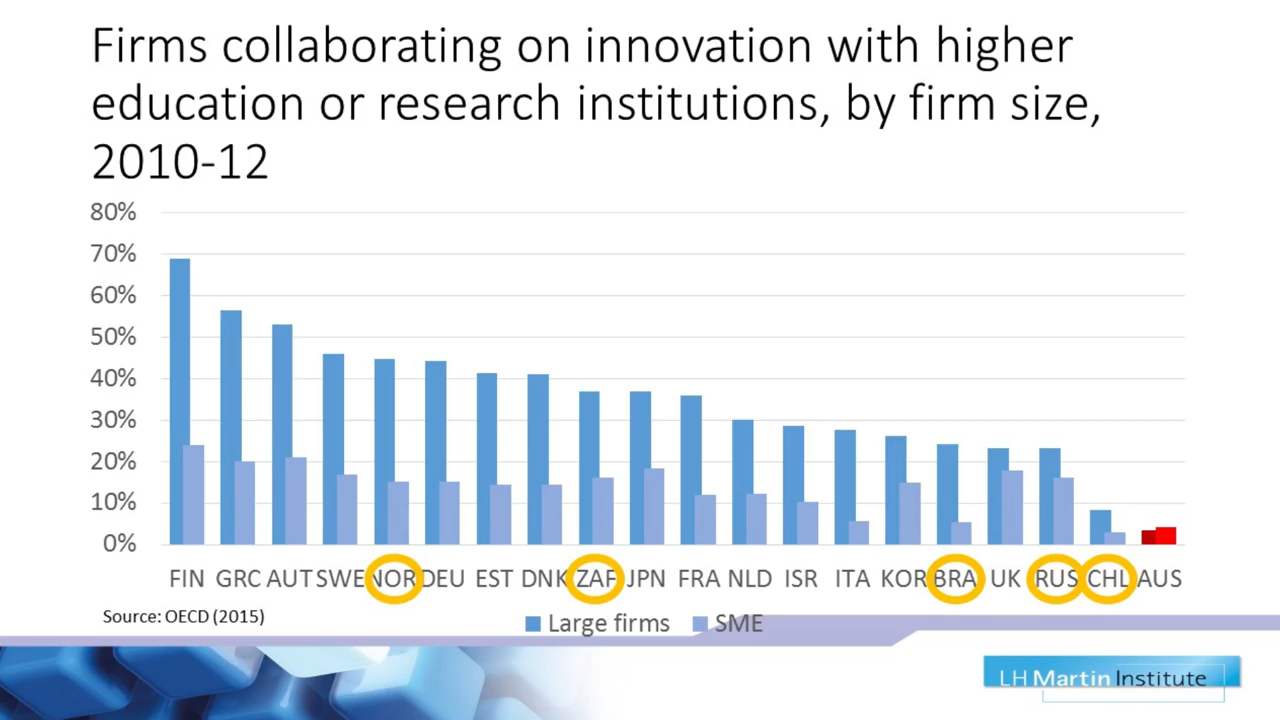 Firms collaborating on innovation with higher
education or research institutions, by firm size,
2010-12
80%
70%
60%
50%
40%
30%
20%
10%
0%
FIN GRC AUT SWE NOR DEU EST DNK ZAF JPN FRA NLD ISR ITA KOR BRA UK RUS CHL AUS
Source: OECD (2015)
Large firms SME
LH Martin Institute